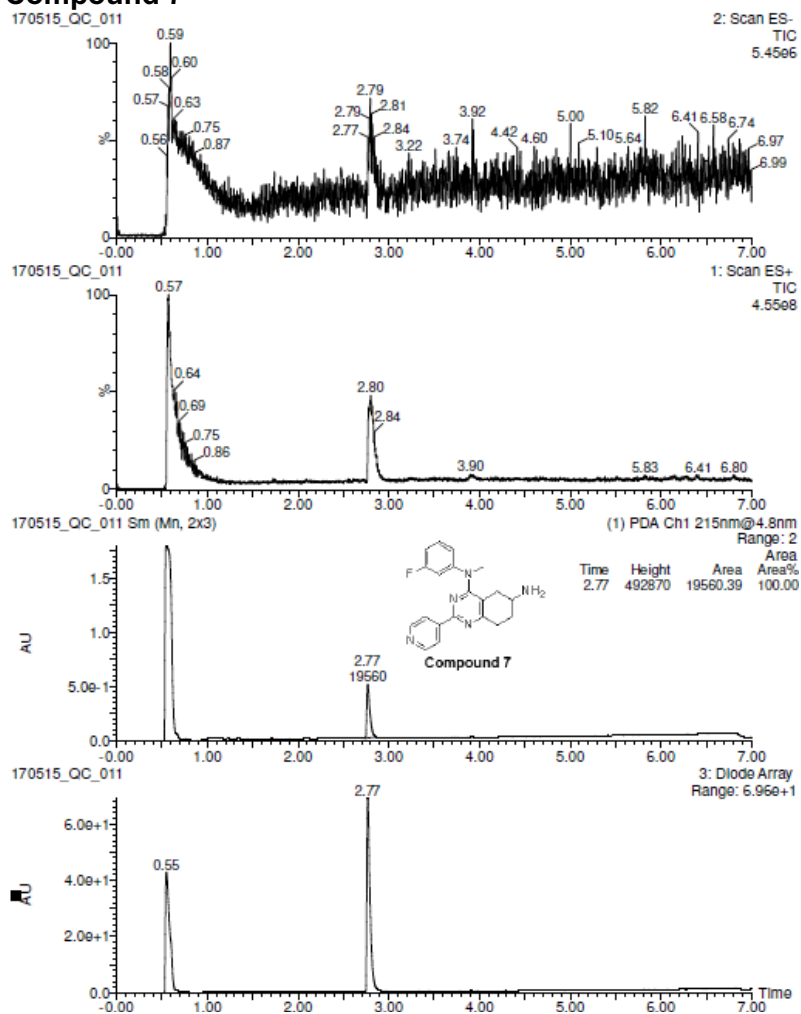 Compound 7
170515_QC_011
2: Scan ES-
TIC
5.45e6
100
%
0
0.59
0.58
0.60
0.57
0.63
0.56
0.75
0.87
2.79
2.79
2.81
2.77
2.84
3.22
3.74
3.92
4.42
4.60
5.00
5.10
5.64
5.82
6.41
6.58
6.74
6.97
6.99
-0.00 1.00 2.00 3.00 4.00 5.00 6.00 7.00
170515_QC_011
1: Scan ES+
TIC
4.55e8
100
%
0
0.57
0.64
0.69
0.75
0.86
2.80
2.84
3.90
5.83
6.41
6.80
-0.00 1.00 2.00 3.00 4.00 5.00 6.00 7.00
170515_QC_011 Sm (Mn, 2x3)
(1) PDA Ch1 215nm@4.8nm
Range: 2
Area
Time Height Area Area%
2.77 492870 19560.39 100.00
AU
1.5
1.0
5.0e-1
0.0
F
N
NH2
N
N
N
Compound 7
2.77
19560
-0.00 1.00 2.00 3.00 4.00 5.00 6.00 7.00
170515_QC_011
3: Diode Array
Range: 6.96e+1
AU
6.0e+1
4.0e+1
2.0e+1
0.0
0.55
2.77
Time
-0.00 1.00 2.00 3.00 4.00 5.00 6.00 7.00